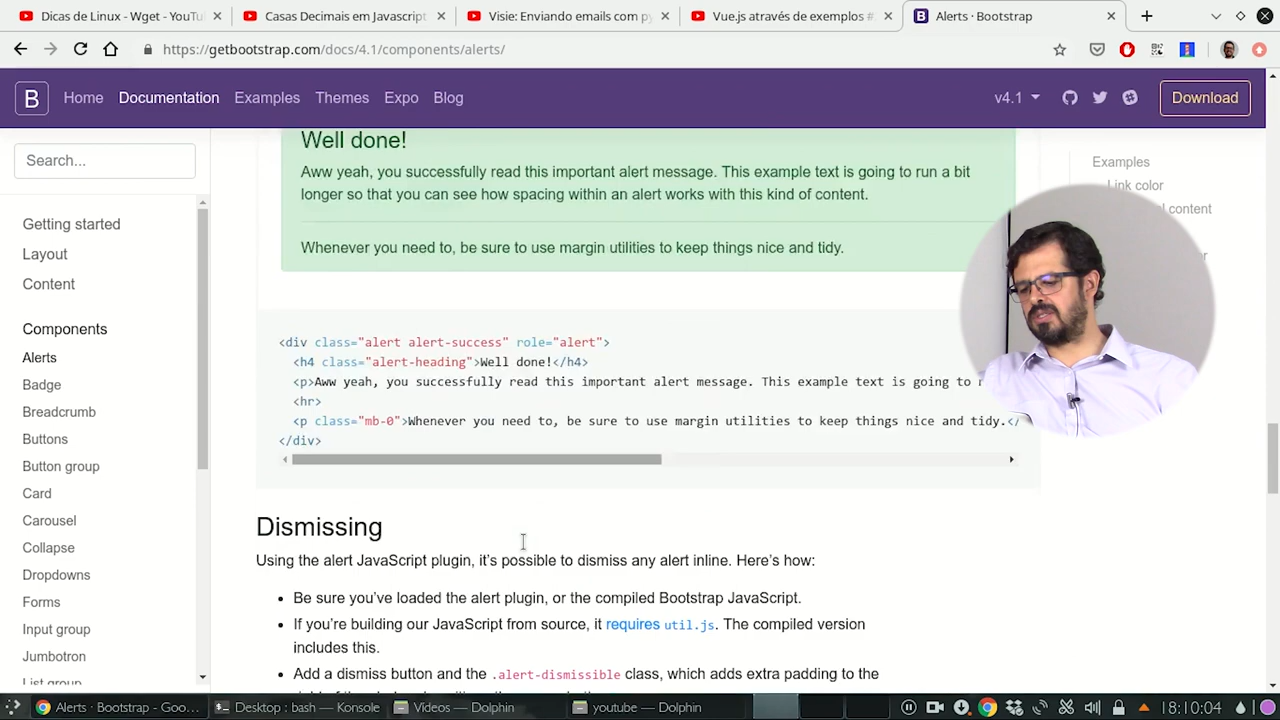 Dicas de Linux - Wget - YouTu
Casas Decimais em Javascript
Visie: Enviando emails com py
Vue.js através de exemplos #
Alerts · Bootstrap
https://getbootstrap.com/docs/4.1/components/alerts/
B
Home
Documentation
Examples
Themes
Expo
Blog
v4.1
Download
Search...
Getting started
Layout
Content
Components
Alerts
Badge
Breadcrumb
Buttons
Button group
Card
Carousel
Collapse
Dropdowns
Forms
Input group
Jumbotron
List group
Well done!
Aww yeah, you successfully read this important alert message. This example text is going to run a bit
longer so that you can see how spacing within an alert works with this kind of content.
Whenever you need to, be sure to use margin utilities to keep things nice and tidy.
<div class="alert alert-success" role="alert">
<h4 class="alert-heading">Well done!</h4>
<p>Aww yeah, you successfully read this important alert message. This example text is going to
<hr>
<p class="mb-0">Whenever you need to, be sure to use margin utilities to keep things nice and tidy.</
</div>
Dismissing
Using the alert JavaScript plugin, it's possible to dismiss any alert inline. Here's how:
Be sure you've loaded the alert plugin, or the compiled Bootstrap JavaScript.
If you're building our JavaScript from source, it requires util.js. The compiled version
includes this.
Add a dismiss button and the .alert-dismissible class, which adds extra padding to the
Examples
Link color
content
Alerts · Bootstrap - Goo...
Desktop : bash — Konsole
Vídeos — Dolphin
youtube — Dolphin
18:10:04